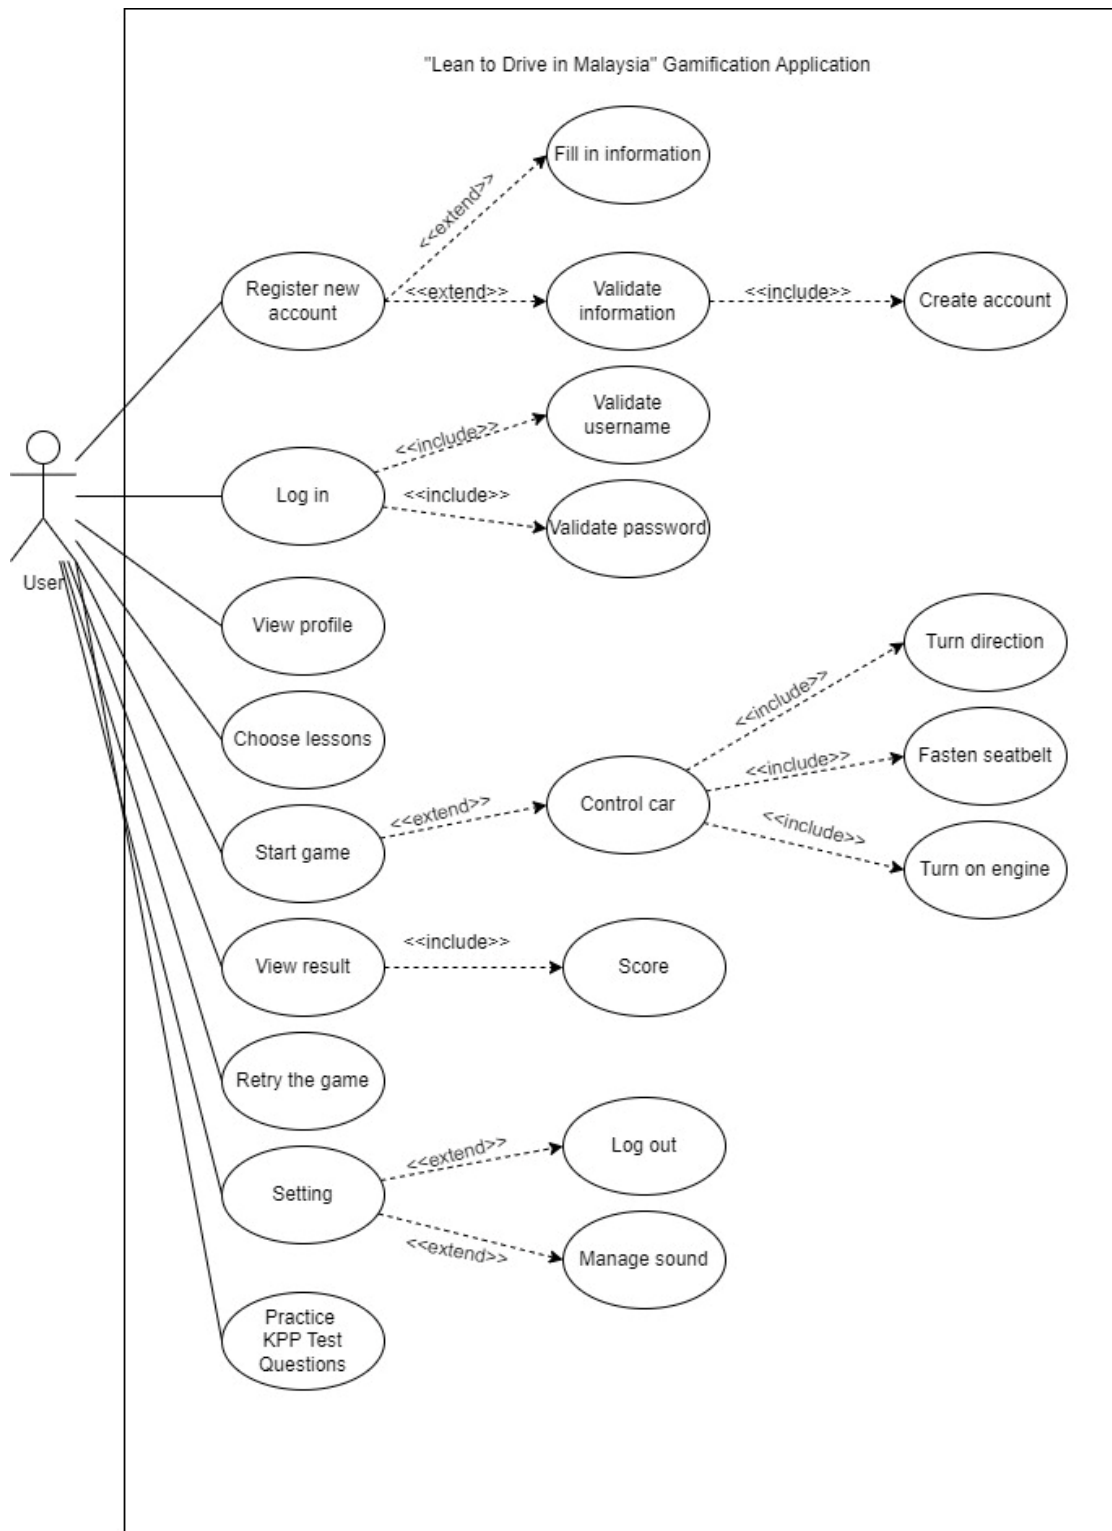 "Lean to Drive in Malaysia" Gamification Application
Fill in information
<<extend>>
Register new
account
<<extend>>
Validate
information
<<include>>
Create account
Validate
username
<<include>>
Log in
<<include>>
Validate password
User
View profile
Turn direction
<<include>>
Choose lessons
Fasten seatbelt
<<include>>
Control car
<<extend>>
<<include>>
Start game
Turn on engine
<<include>>
View result
Score
Retry the game
Log out
<<extend>>
Setting
<<extend>>
Manage sound
Practice
KPP Test
Questions